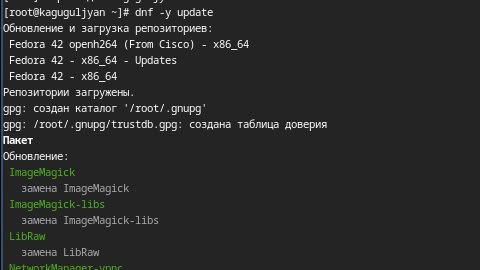 [root@kaguguljyan ~]# dnf -y update
Обновление и загрузка репозиториев:
Fedora 42 openh264 (From Cisco) - x86_64
Fedora 42 - x86_64 - Updates
Fedora 42 - x86_64
Репозитории загружены.
gpg: создан каталог '/root/.gnupg'
gpg: /root/.gnupg/trustdb.gpg: создана таблица доверия
Пакет
Обновление:
ImageMagick
замена ImageMagick
ImageMagick-libs
замена ImageMagick-libs
LibRaw
замена LibRaw